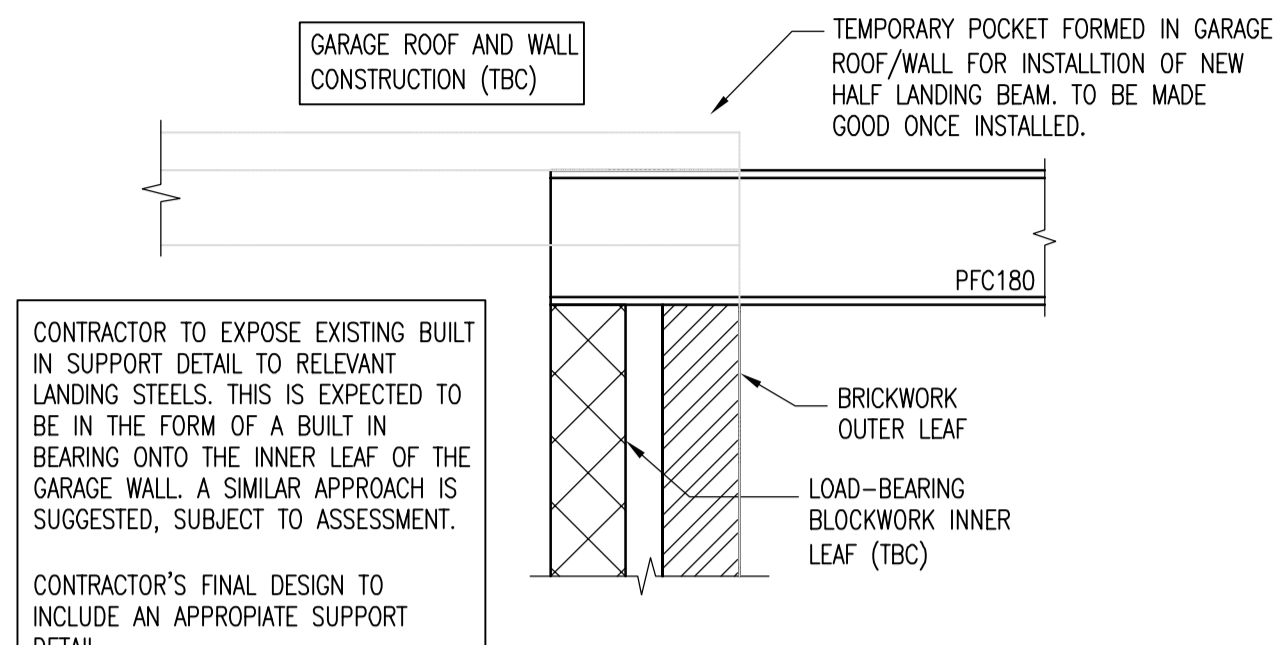 GARAGE ROOF AND WALL
CONSTRUCTION (TBC)
TEMPORARY POCKET FORMED IN GARAGE
ROOF/WALL FOR INSTALLTION OF NEW
HALF LANDING BEAM. TO BE MADE
GOOD ONCE INSTALLED.
PFC180
CONTRACTOR TO EXPOSE EXISTING BUILT
IN SUPPORT DETAIL TO RELEVANT
LANDING STEELS. THIS IS EXPECTED TO
BE IN THE FORM OF A BUILT IN
BEARING ONTO THE INNER LEAF OF THE
GARAGE WALL. A SIMILAR APPROACH IS
SUGGESTED, SUBJECT TO ASSESSMENT.
CONTRACTOR'S FINAL DESIGN TO
INCLUDE AN APPROPIATE SUPPORT
BRICKWORK
OUTER LEAF
LOAD-BEARING
BLOCKWORK INNER
LEAF (TBC)